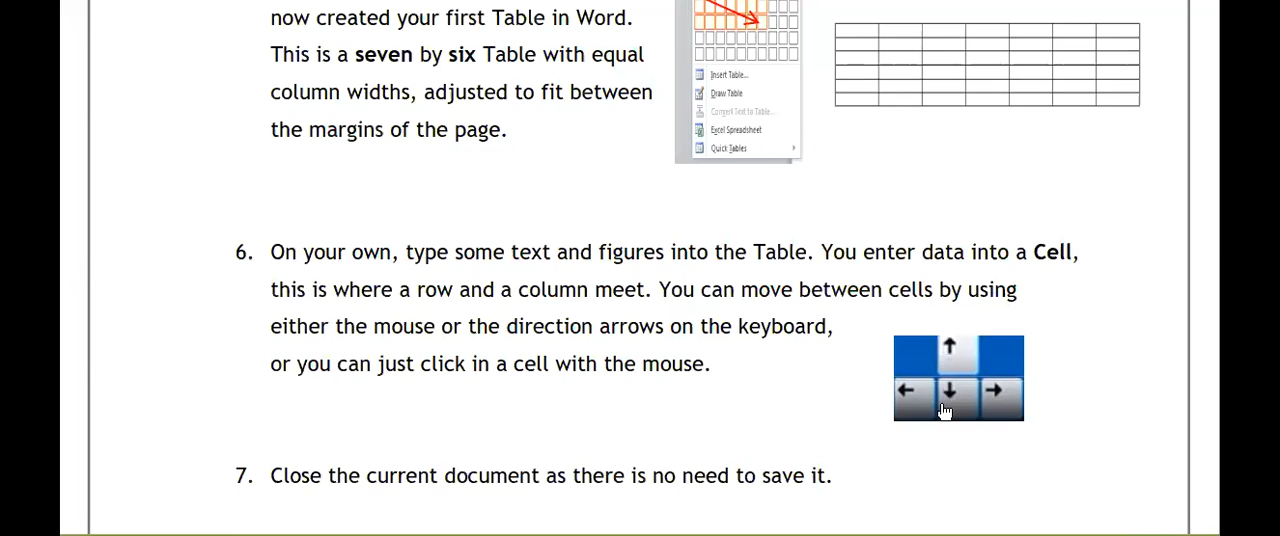 now created your first Table in Word.
This is a seven by six Table with equal
column widths, adjusted to fit between
the margins of the page.
Insert Table...
Draw Table
Convert Text to Table...
Excel Spreadsheet
Quick Tables
6. On your own, type some text and figures into the Table. You enter data into a Cell,
this is where a row and a column meet. You can move between cells by using
either the mouse or the direction arrows on the keyboard,
or you can just click in a cell with the mouse.
7. Close the current document as there is no need to save it.